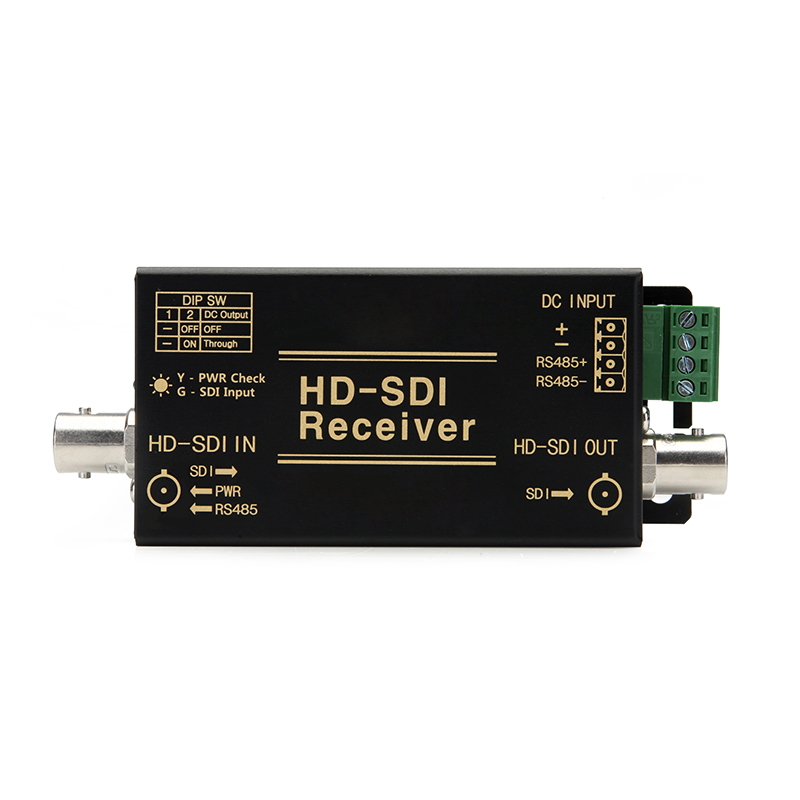 DIP SW
1 2 DC Output
— OFF OFF
— ON Through
Y - PWR Check
G - SDI Input
HD-SDI IN
SDI →
← PWR
← RS485
HD-SDI
Receiver
DC INPUT
+
−
RS485+
RS485-
HD-SDI OUT
SDI →